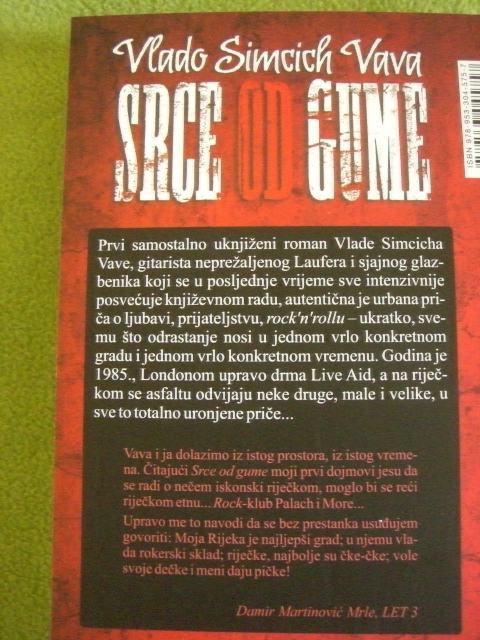 Vlado Simcich Vava
SRCE OD GUME
ISBN 978-953-304-575-7
Prvi samostalno uknjiženi roman Vlade Simcicha
Vave, gitarista neprežaljenog Laufera i sjajnog glaz-
benika koji se u posljednje vrijeme sve intenzivnije
posvećuje književnom radu, autentična je urbana pri-
ča o ljubavi, prijateljstvu, rock'n'rollu – ukratko, sve-
mu što odrastanje nosi u jednom vrlo konkretnom
gradu i jednom vrlo konkretnom vremenu. Godina je
1985., Londonom upravo drma Live Aid, a na riječ-
kom se asfaltu odvijaju neke druge, male i velike, u
sve to totalno uronjene priče...
Vava i ja dolazimo iz istog prostora, iz istog vreme-
na. Čitajući Srce od gume moji prvi dojmovi jesu da
se radi o nečem iskonski riječkom, moglo bi se reći
riječkom etnu... Rock-klub Palach i More...
Upravo me to navodi da se bez prestanka usuđujem
govoriti: Moja Rijeka je najljepši grad; u njemu vla-
da rokerski sklad; riječke, najbolje su čke-čke; vole
svoje dečke i meni daju pičke!
Damir Martinović Mrle, LET 3